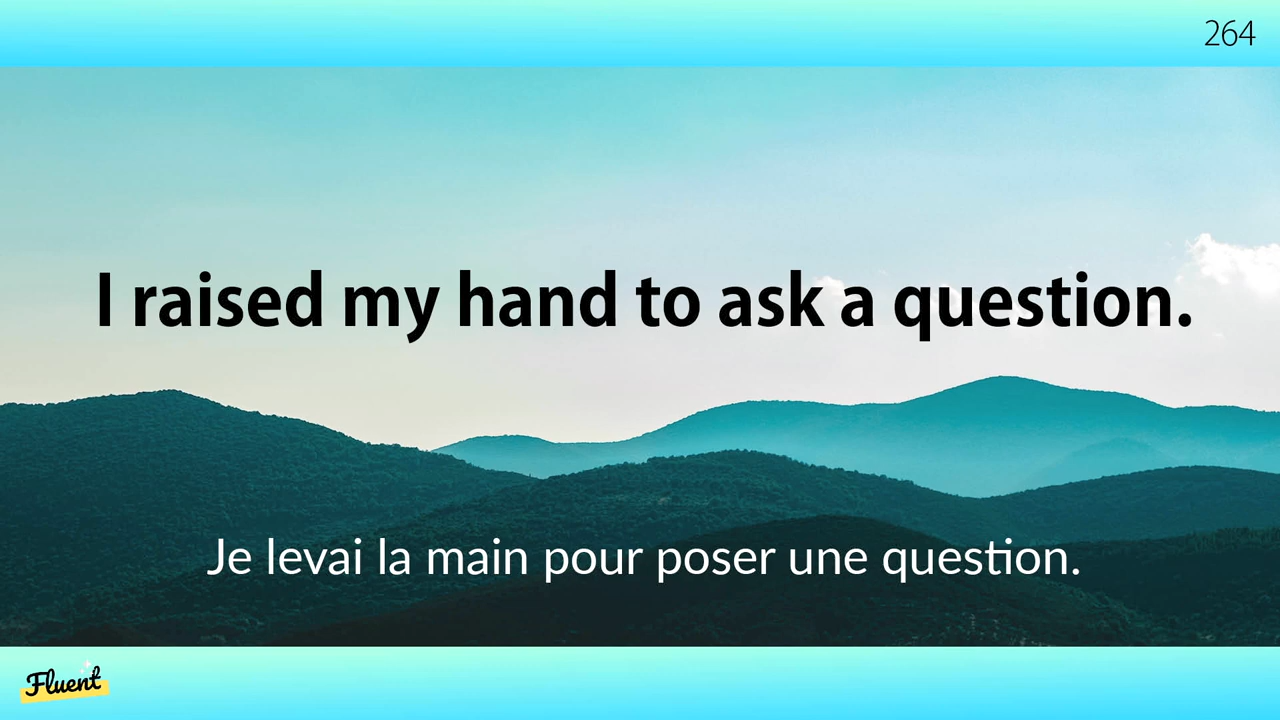 264
I raised my hand to ask a question.
Je levai la main pour poser une question.
Fluent